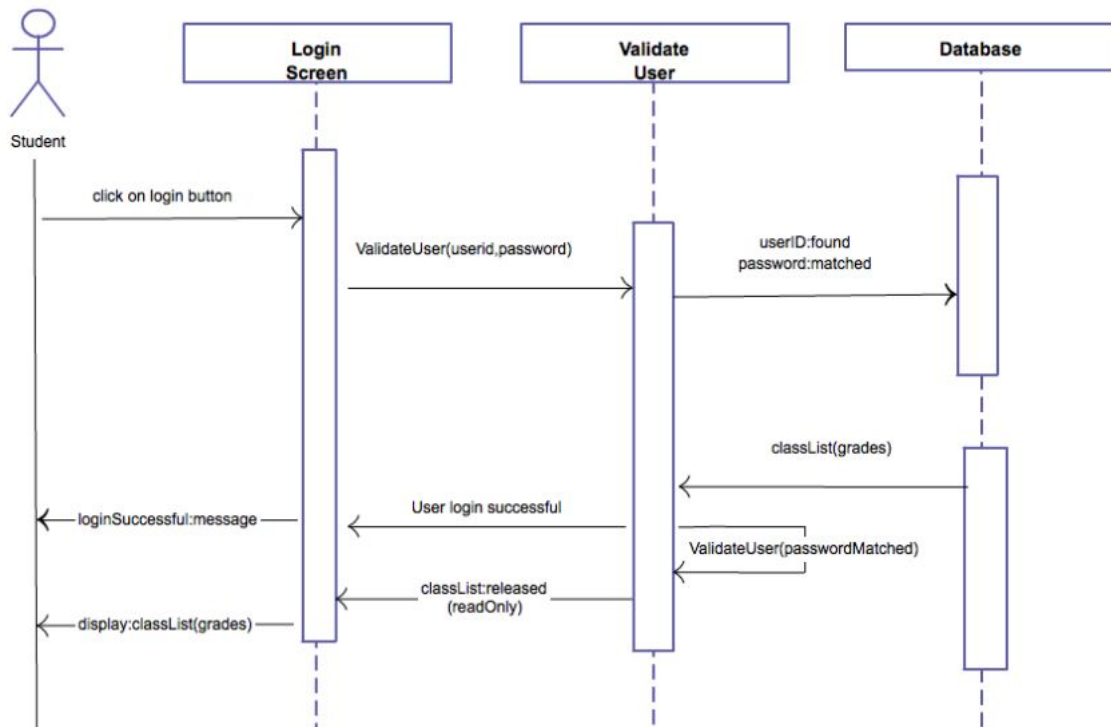 Login
Screen
Validate
User
Database
Student
click on login button
ValidateUser(userid,password)
userID:found
password:matched
classList(grades)
User login successful
loginSuccessful:message
ValidateUser(passwordMatched)
classList:released
(readOnly)
display:classList(grades)